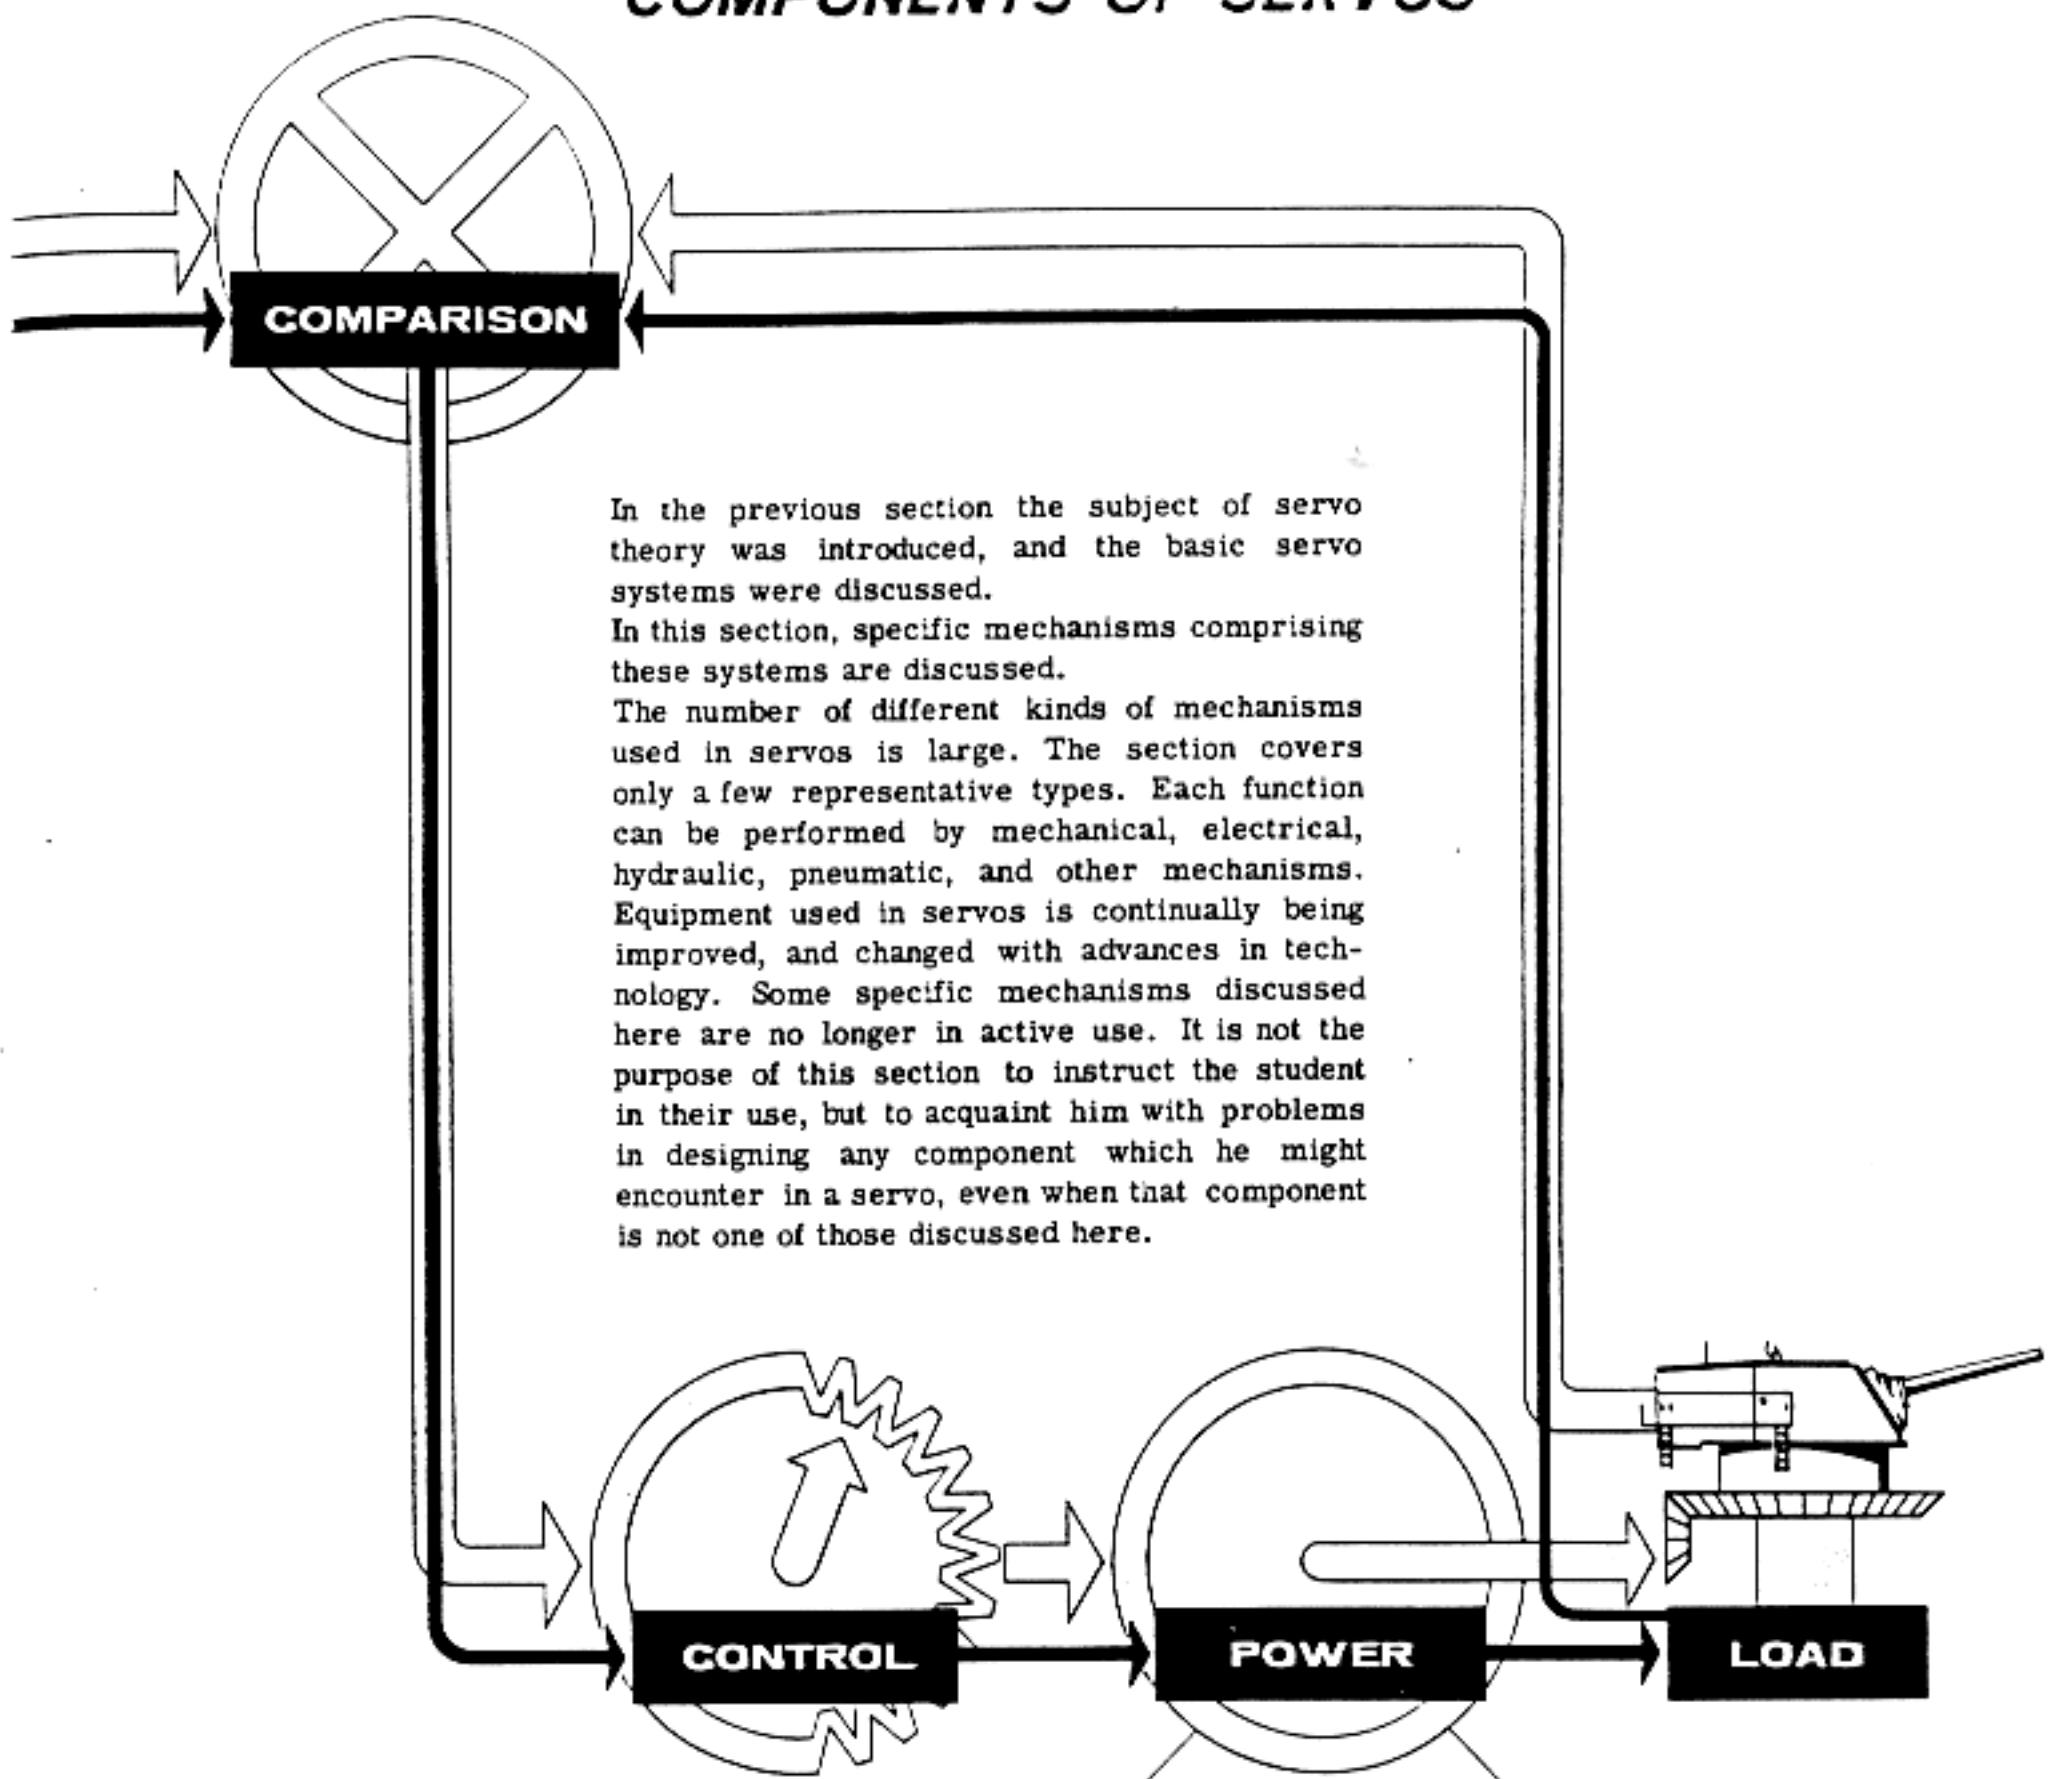 COMPONENTS OF SERVOS
COMPARISON
In the previous section the subject of servo
theory was introduced, and the basic servo
systems were discussed.
In this section, specific mechanisms comprising
these systems are discussed.
The number of different kinds of mechanisms
used in servos is large. The section covers
only a few representative types. Each function
can be performed by mechanical, electrical,
hydraulic, pneumatic, and other mechanisms.
Equipment used in servos is continually being
improved, and changed with advances in tech-
nology. Some specific mechanisms discussed
here are no longer in active use. It is not the
purpose of this section to instruct the student
in their use, but to acquaint him with problems
in designing any component which he might
encounter in a servo, even when that component
is not one of those discussed here.
CONTROL
POWER
LOAD